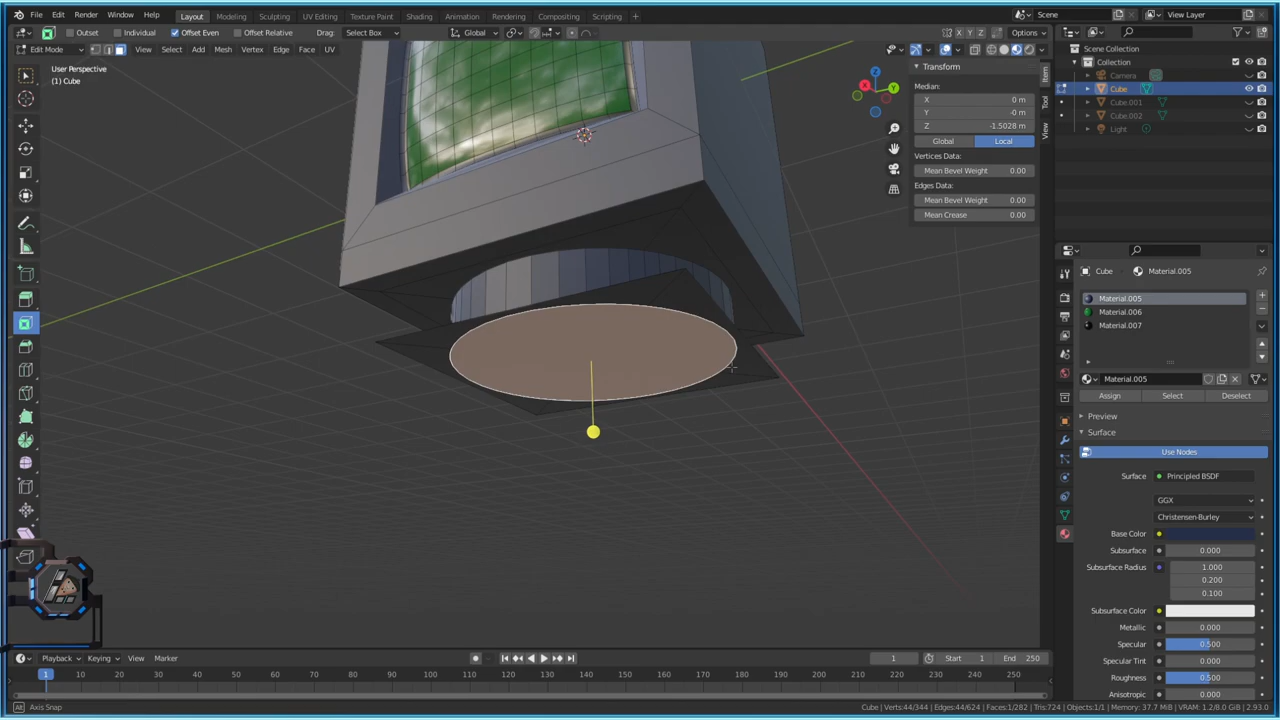 File Edit Render Window Help Layout Modeling Sculpting UV Editing Texture Paint Shading Animation Rendering Compositing Scripting + Scene View Layer
Outset Individual Offset Even Offset Relative Drag: Select Box Global X Y Z Options
Edit Mode View Select Add Mesh Vertex Edge Face UV
Scene Collection
Collection
Camera
Cube
Cube.001
Cube.002
Light
User Perspective
(1) Cube
X Y Z
Transform
Median:
X 0 m
Y -0 m
Z -1.5028 m
Global Local
Vertices Data:
Mean Bevel Weight 0.00
Edges Data:
Mean Bevel Weight 0.00
Mean Crease 0.00
Item
Tool
View
Cube Material.005
Material.005
Material.006
Material.007
Material.005
Assign Select Deselect
Preview
Surface
Use Nodes
Surface Principled BSDF
GGX
Christensen-Burley
Base Color
Subsurface 0.000
Subsurface Radius 1.000
0.200
0.100
Subsurface Color
Metallic 0.000
Specular 0.500
Specular Tint 0.000
Roughness 0.500
Anisotropic 0.000
Playback Keying View Marker 1 Start 1 End 250
1 10 20 30 40 50 60 70 80 90 100 110 120 130 140 150 160 170 180 190 200 210 220 230 240 250
Axis Snap Cube | Verts:44/344 | Edges:44/624 | Faces:1/282 | Tris:724 | Objects:1/1 | Memory: 37.7 MiB | VRAM: 1.2/8.0 GiB | 2.93.0